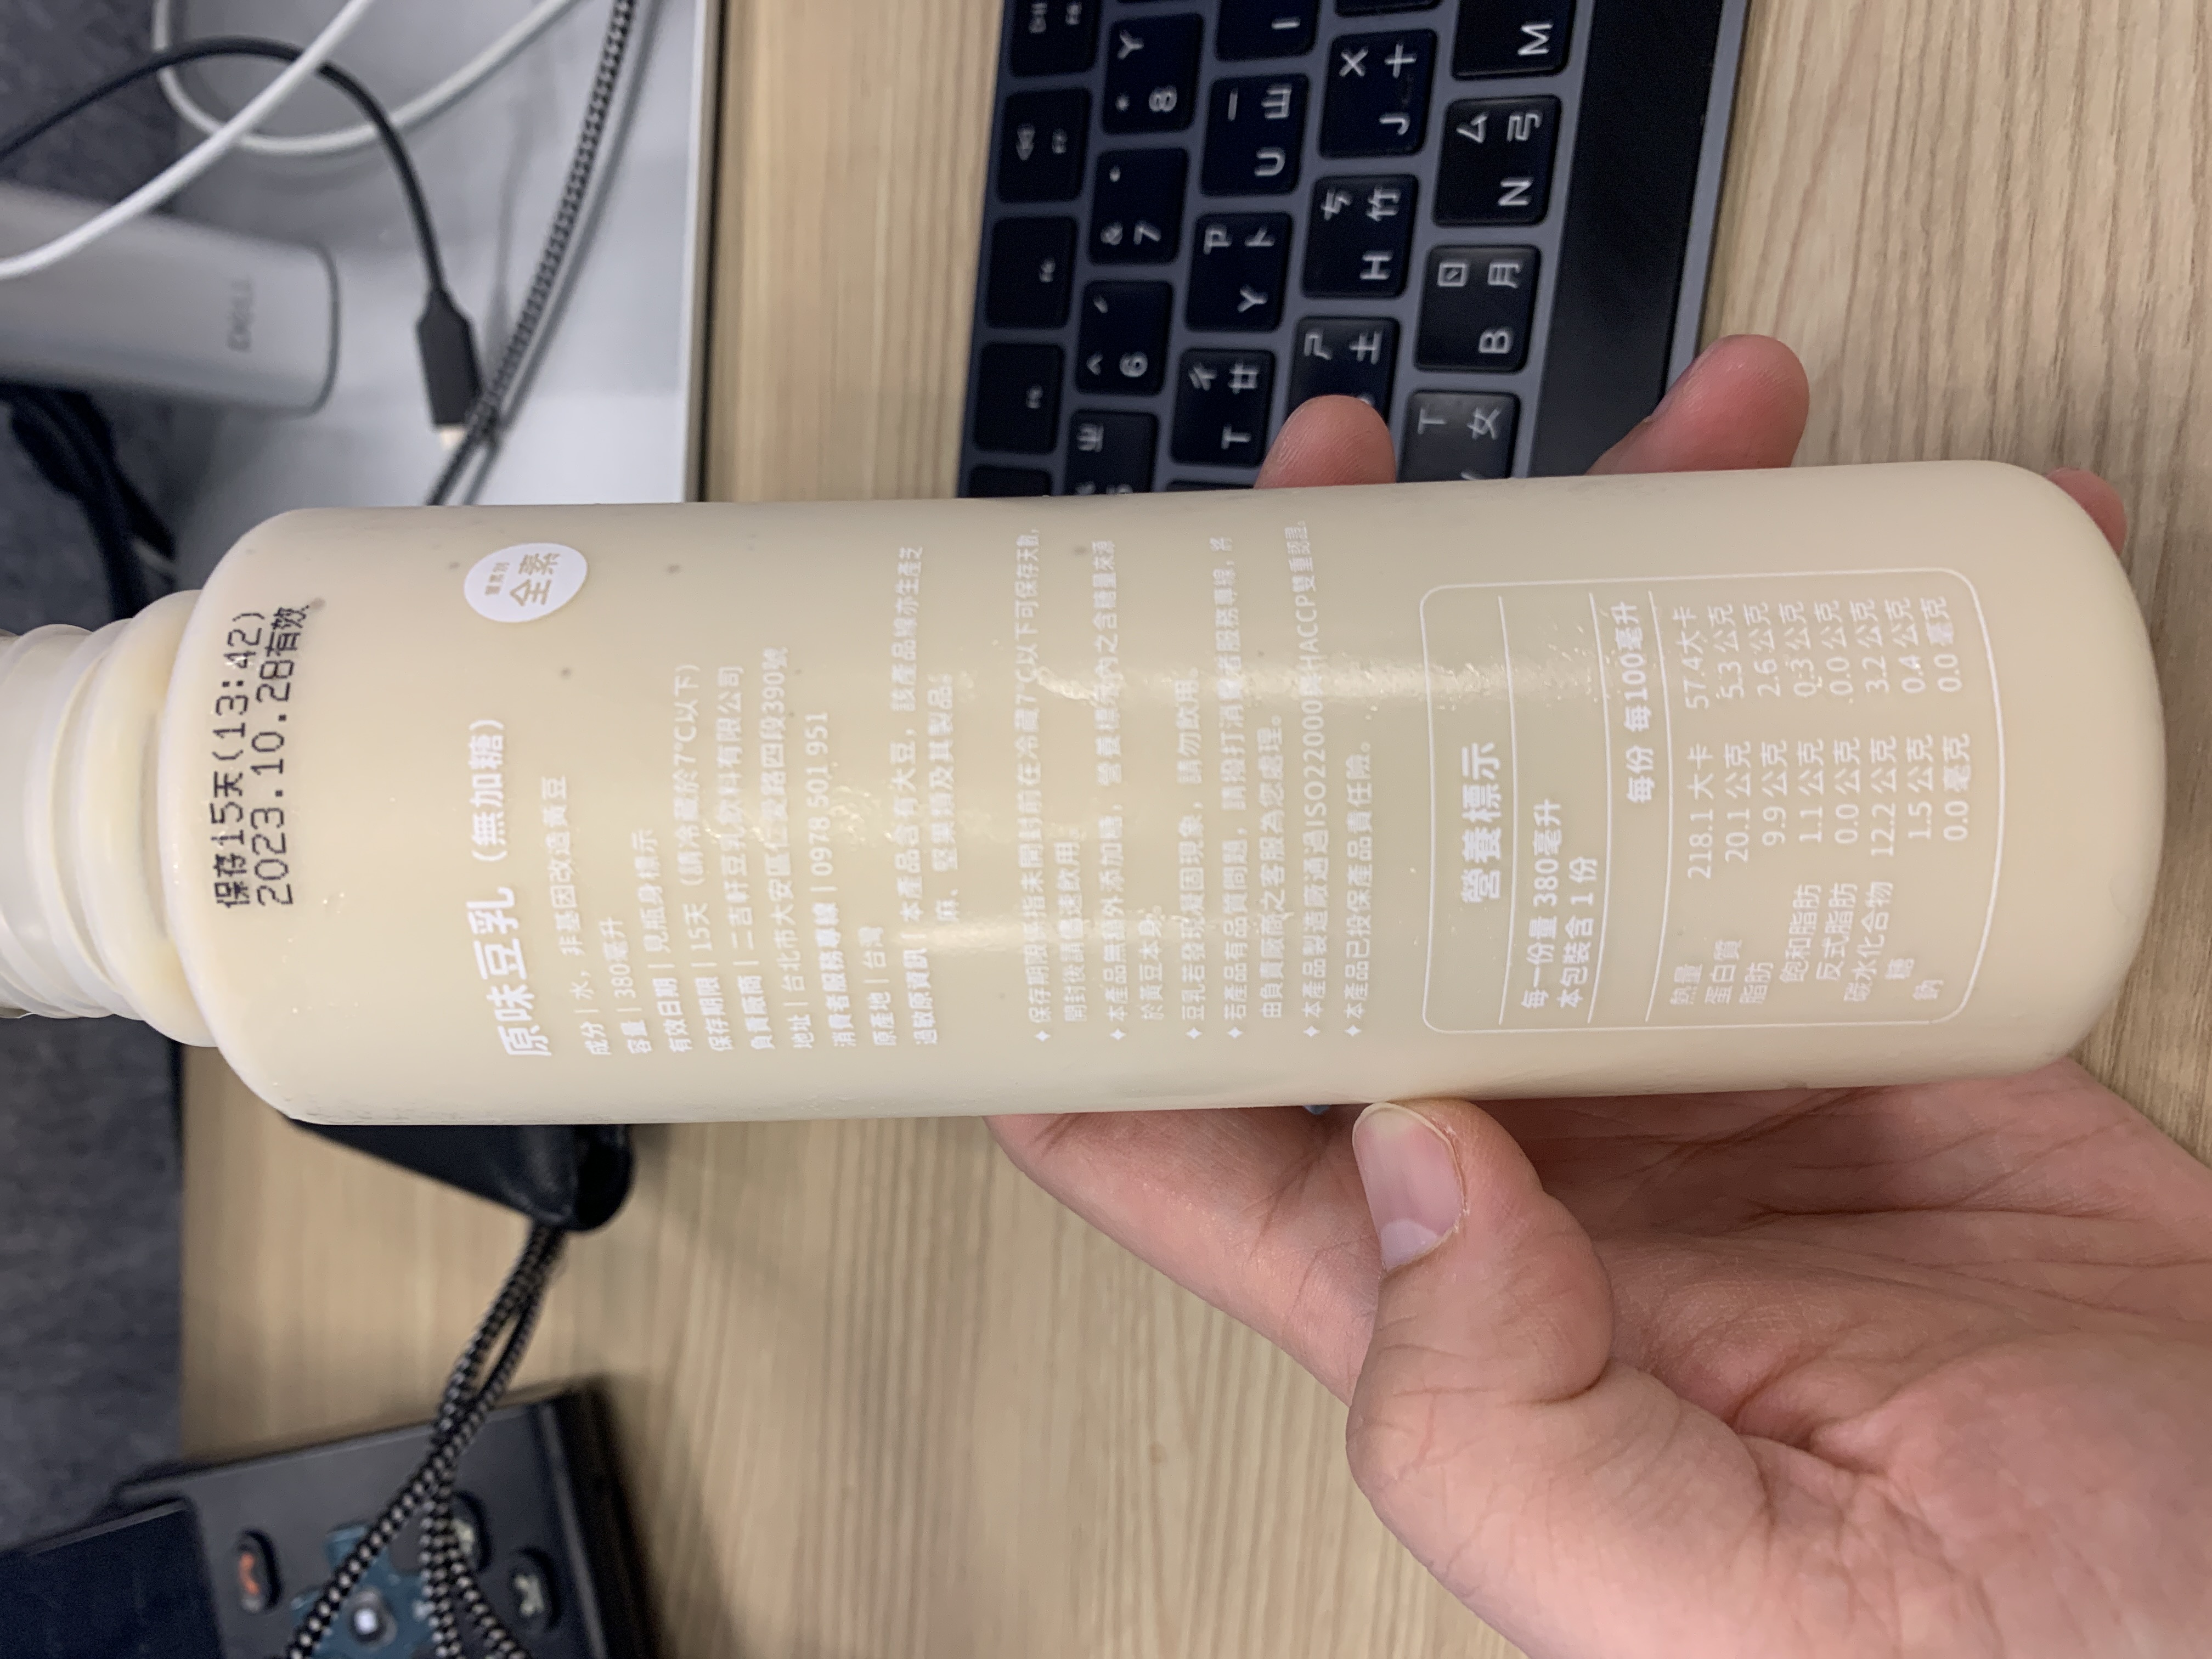 保存15天(13:42)
2023.10.28有效
原味豆乳（無加糖）
全素
成分｜水，非基因改造黃豆
容量｜380毫升
有效日期｜見瓶身標示
保存期限｜15天（請冷藏於7°C以下）
負責廠商｜二吉軒豆乳飲料有限公司
地址｜台北市大安區仁愛路四段390號
消費者服務專線｜0978 501 951
原產地｜台灣
過敏原資訊｜本產品含有大豆，該產品線亦生產芝
麻、堅果類及其製品。
✦ 保存期限係指未開封前在冷藏7°C以下可保存天數，
開封後請儘速飲用。
✦ 本產品無額外添加糖，營養標示內之含糖量來源
於黃豆本身。
✦ 豆乳若發現凝固現象，請勿飲用。
✦ 若產品有品質問題，請撥打消費者服務專線，將
由負責廠商之客服為您處理。
✦ 本產品製造廠通過ISO22000與HACCP雙重認證。
✦ 本產品已投保產品責任險。
營養標示
每一份量 380毫升
本包裝含 1 份
每份 每100毫升
熱量 218.1 大卡 57.4大卡
蛋白質 20.1 公克 5.3 公克
脂肪 9.9 公克 2.6 公克
飽和脂肪 1.1 公克 0.3 公克
反式脂肪 0.0 公克 0.0 公克
碳水化合物 12.2 公克 3.2 公克
糖 1.5 公克 0.4 公克
鈉 0.0 毫克 0.0 毫克
DELL
F5 F6 F7 F8
ㄓ ^ 6 ˊ & 7 ˙ * 8 ㄚ
T ㄔ 廿 Y ㄗ 卜 U ㄧ 山 I
ㄕ 土 H ㄘ 竹 J ㄨ 十
ㄒ 女 B ㄖ 月 N ㄙ 弓 M